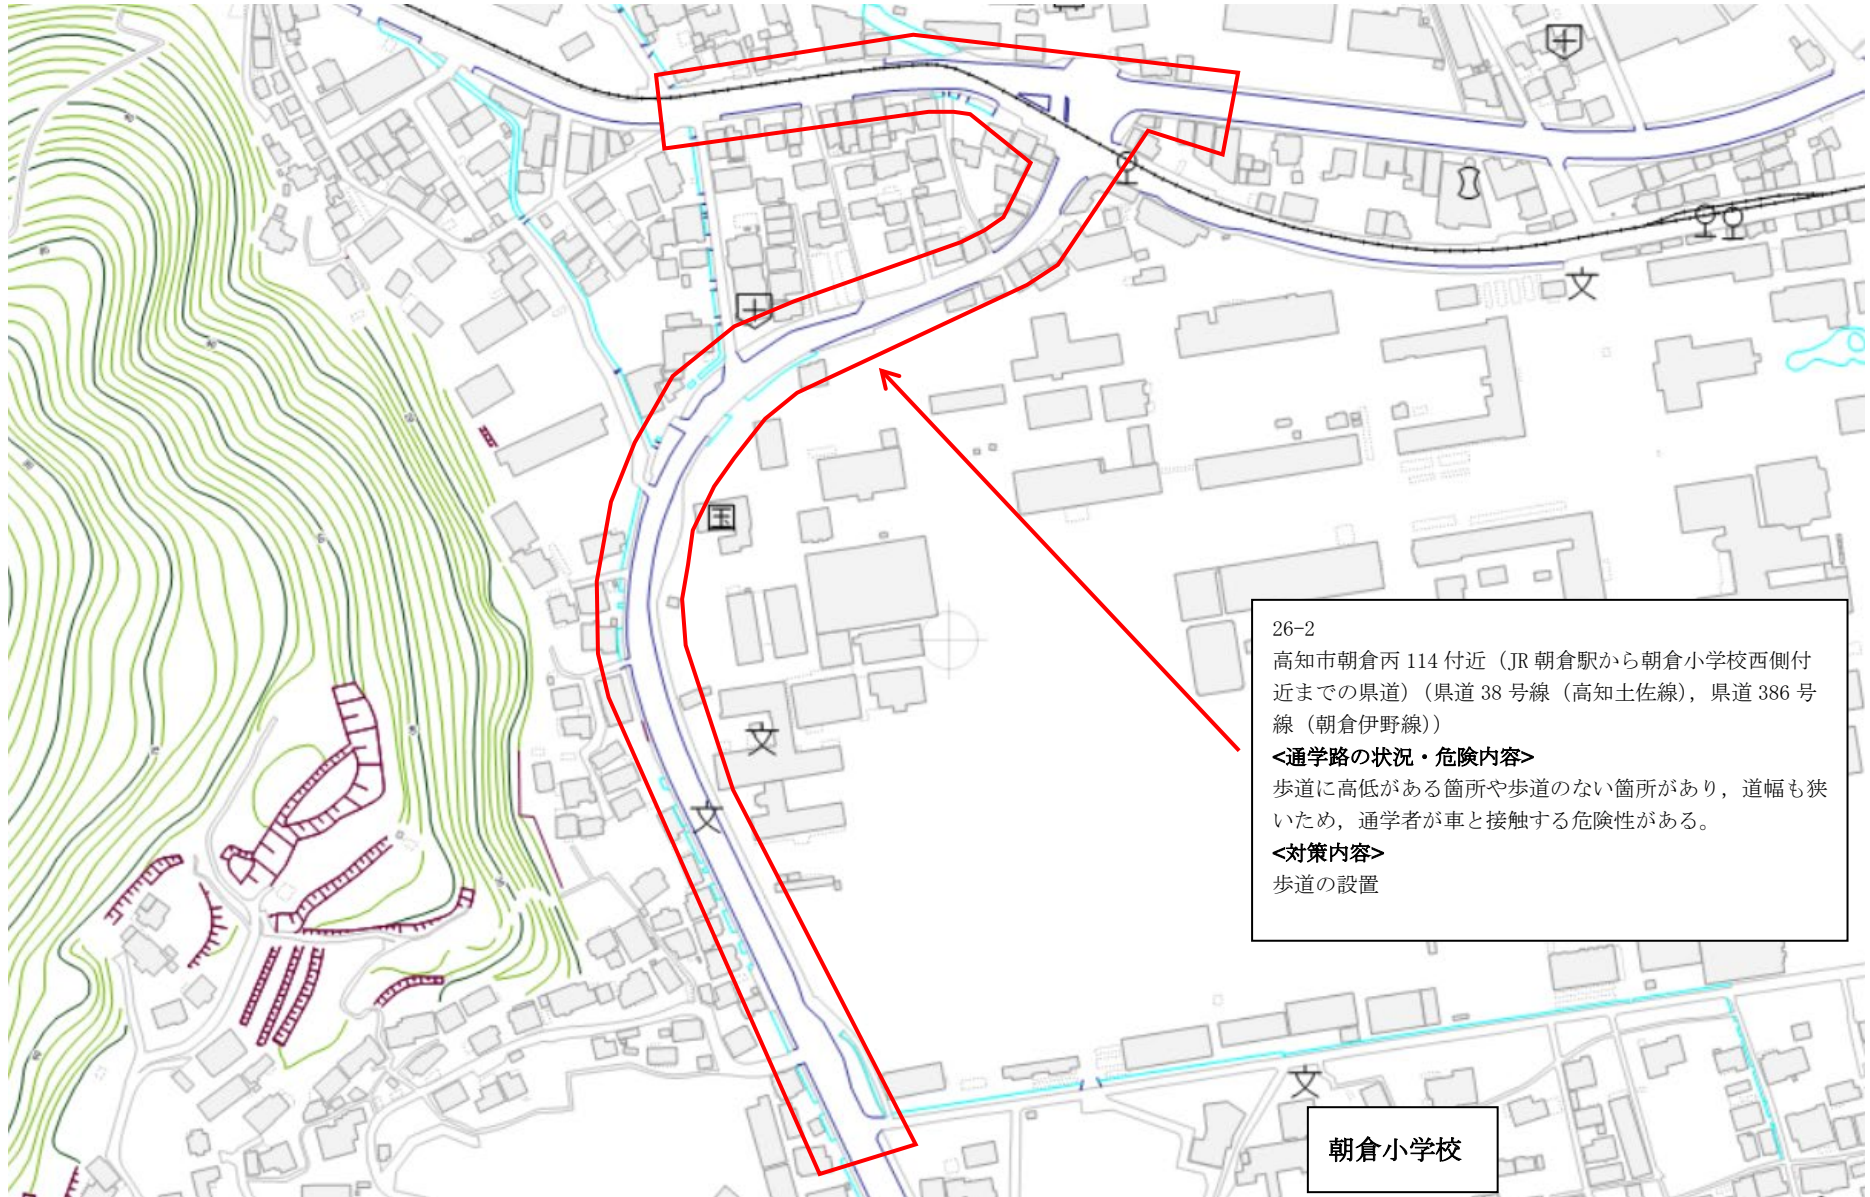 26-2
高知市朝倉丙 114 付近（JR 朝倉駅から朝倉小学校西側付
近までの県道）（県道 38 号線（高知土佐線），県道 386 号
線（朝倉伊野線））
<通学路の状況・危険内容>
歩道に高低がある箇所や歩道のない箇所があり，道幅も狭
いため，通学者が車と接触する危険性がある。
<対策内容>
歩道の設置
朝倉小学校